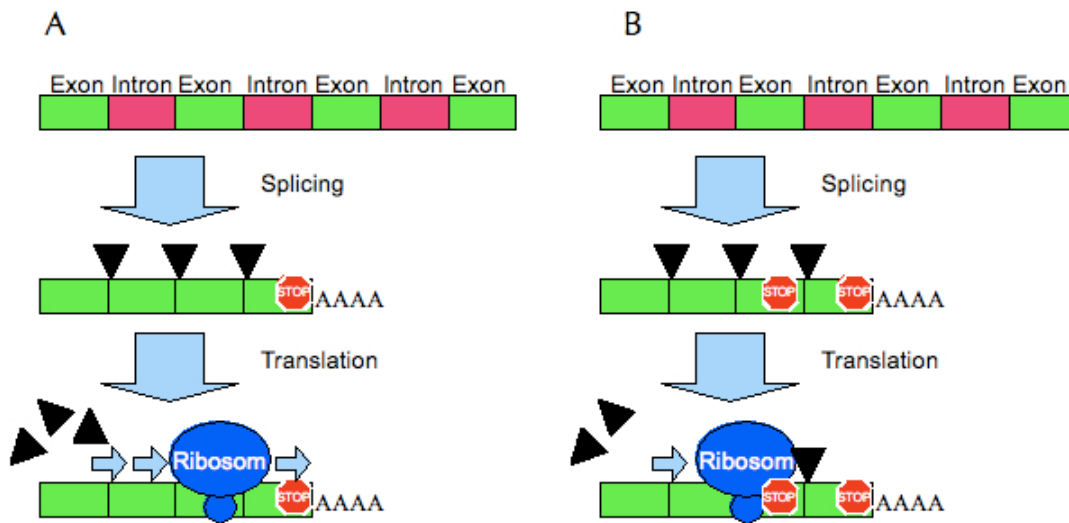 A
Exon Intron Exon Intron Exon Intron Exon
Splicing
STOP AAAA
Translation
Ribosom
STOP AAAA
B
Exon Intron Exon Intron Exon Intron Exon
Splicing
STOP STOP AAAA
Translation
Ribosom
STOP STOP AAAA